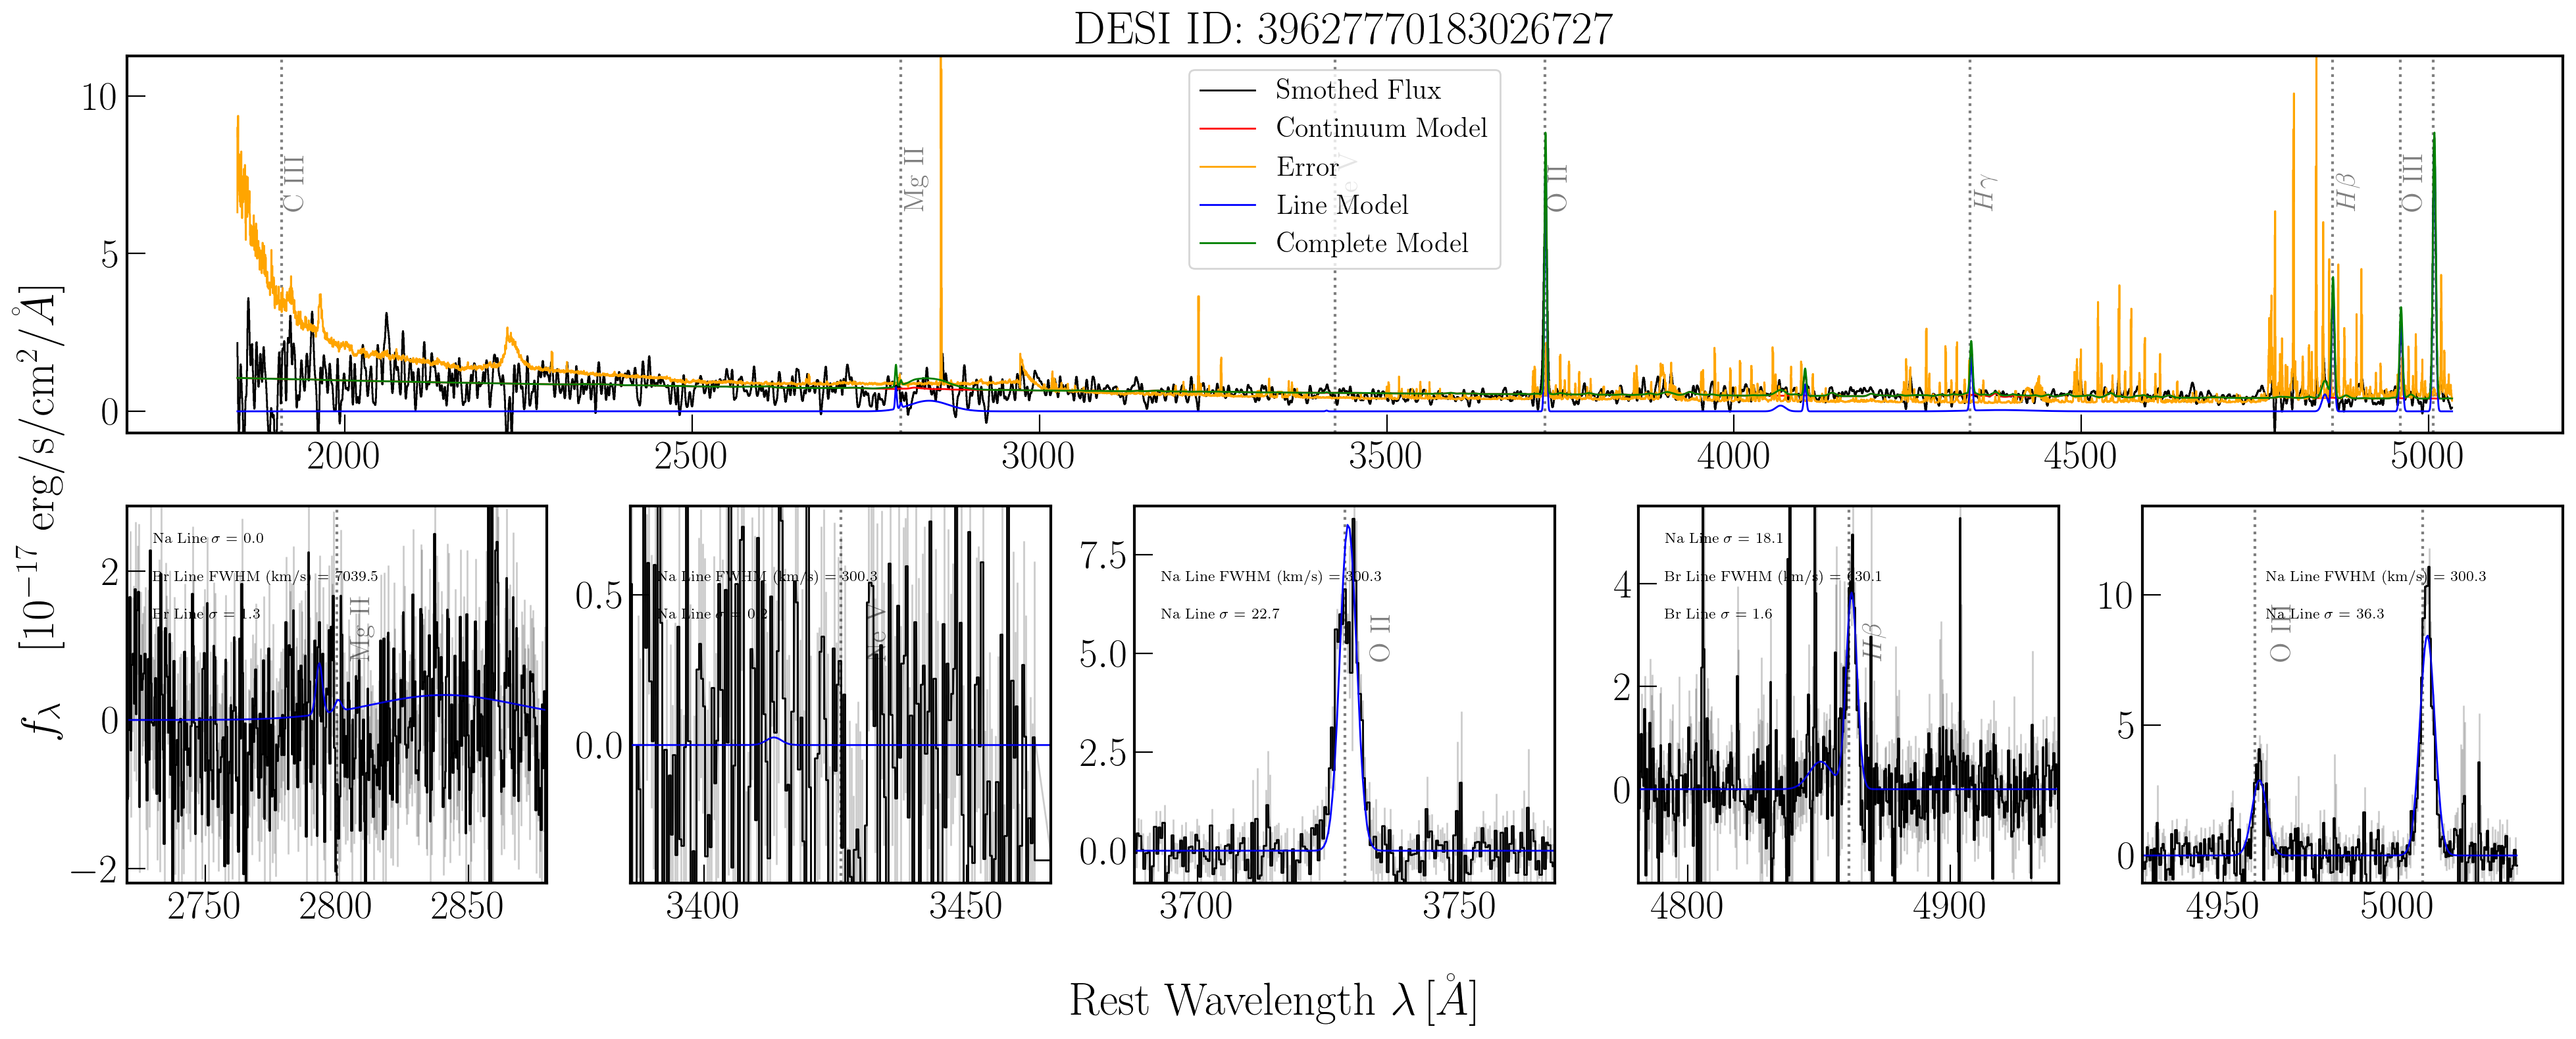 DESI ID: 39627770183026727
10
5
0
C III
Mg II
Smothed Flux
Continuum Model
Error
Line Model
Complete Model
O II
Hγ
Hβ
O III
2000
2500
3000
3500
4000
4500
5000
f_λ [10^{-17} erg/s/cm^2/Å]
2
0
−2
Na Line σ = 0.0
Br Line FWHM (km/s) = 7039.5
Br Line σ = 1.3
Mg II
2750
2800
2850
0.5
0.0
Na Line FWHM (km/s) = 300.3
Na Line σ = 0.2
Ne V
3400
3450
7.5
5.0
2.5
0.0
Na Line FWHM (km/s) = 300.3
Na Line σ = 22.7
O II
3700
3750
4
2
0
Na Line σ = 18.1
Br Line FWHM (km/s) = 630.1
Br Line σ = 1.6
Hβ
4800
4900
10
5
0
Na Line FWHM (km/s) = 300.3
Na Line σ = 36.3
O III
4950
5000
Rest Wavelength λ [Å]